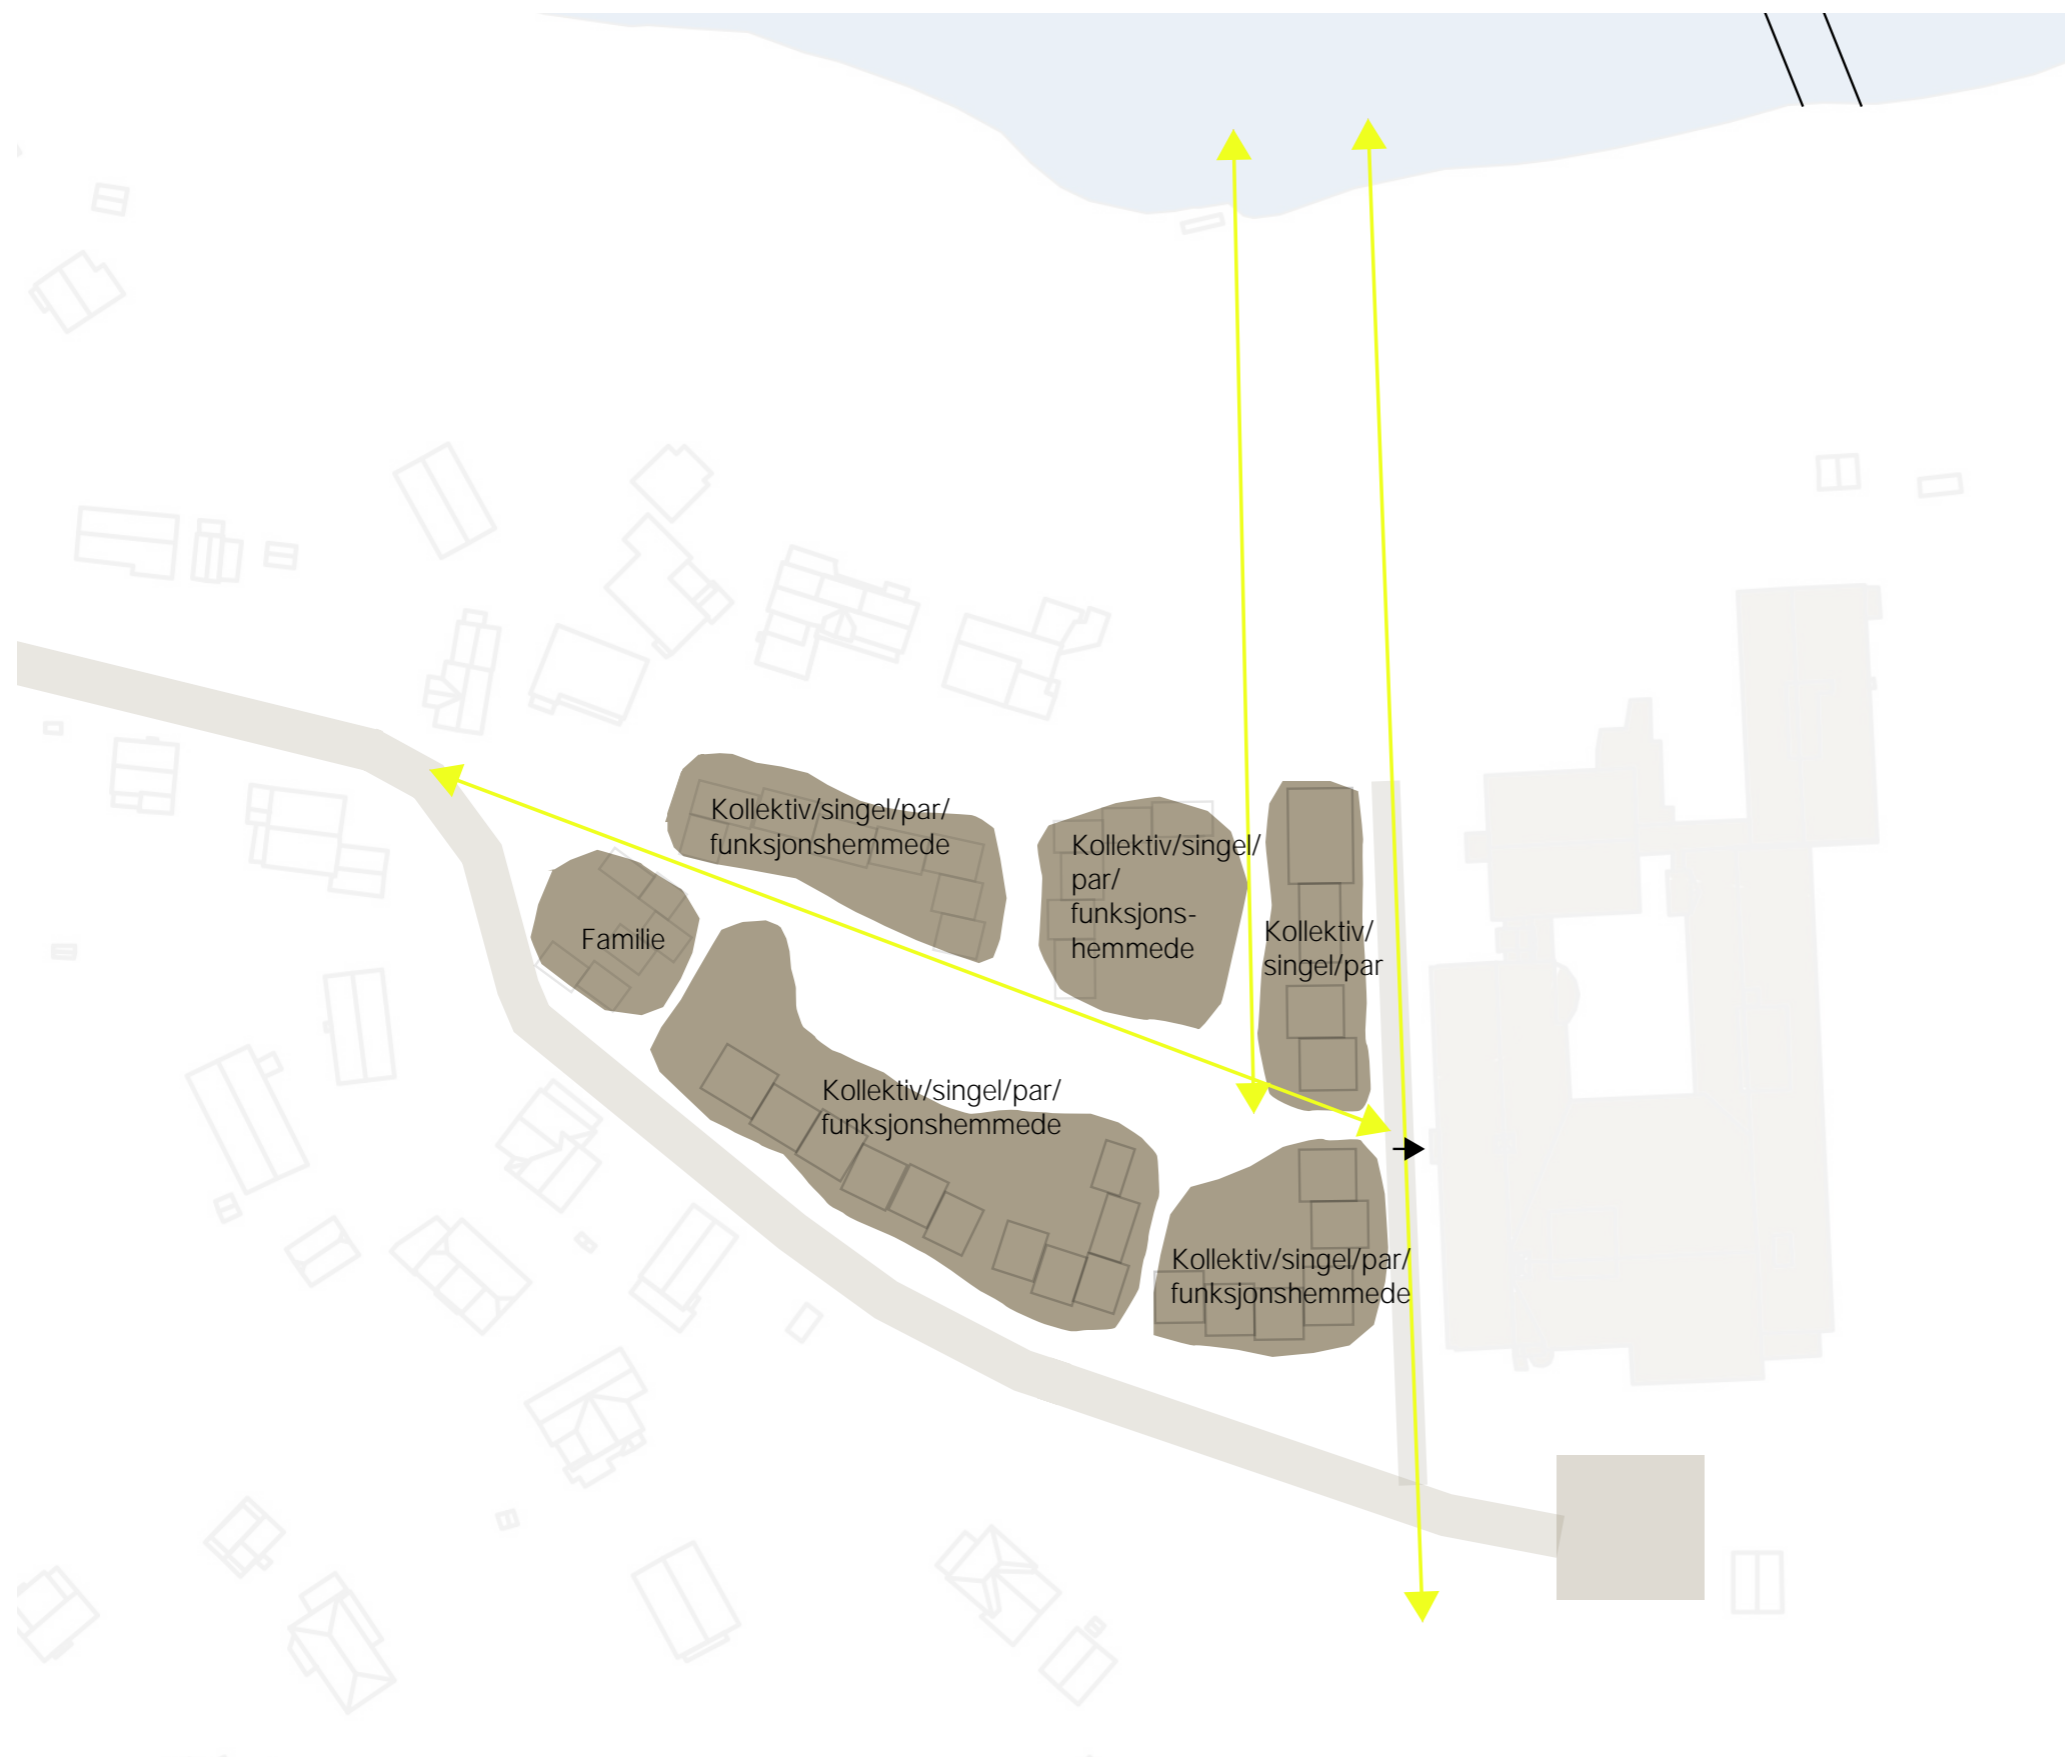 Kollektiv/singel/par/
funksjonshemmede
Kollektiv/singel/
par/
funksjons-
hemmede
Kollektiv/
singel/par
Familie
Kollektiv/singel/par/
funksjonshemmede
Kollektiv/singel/par/
funksjonshemmede